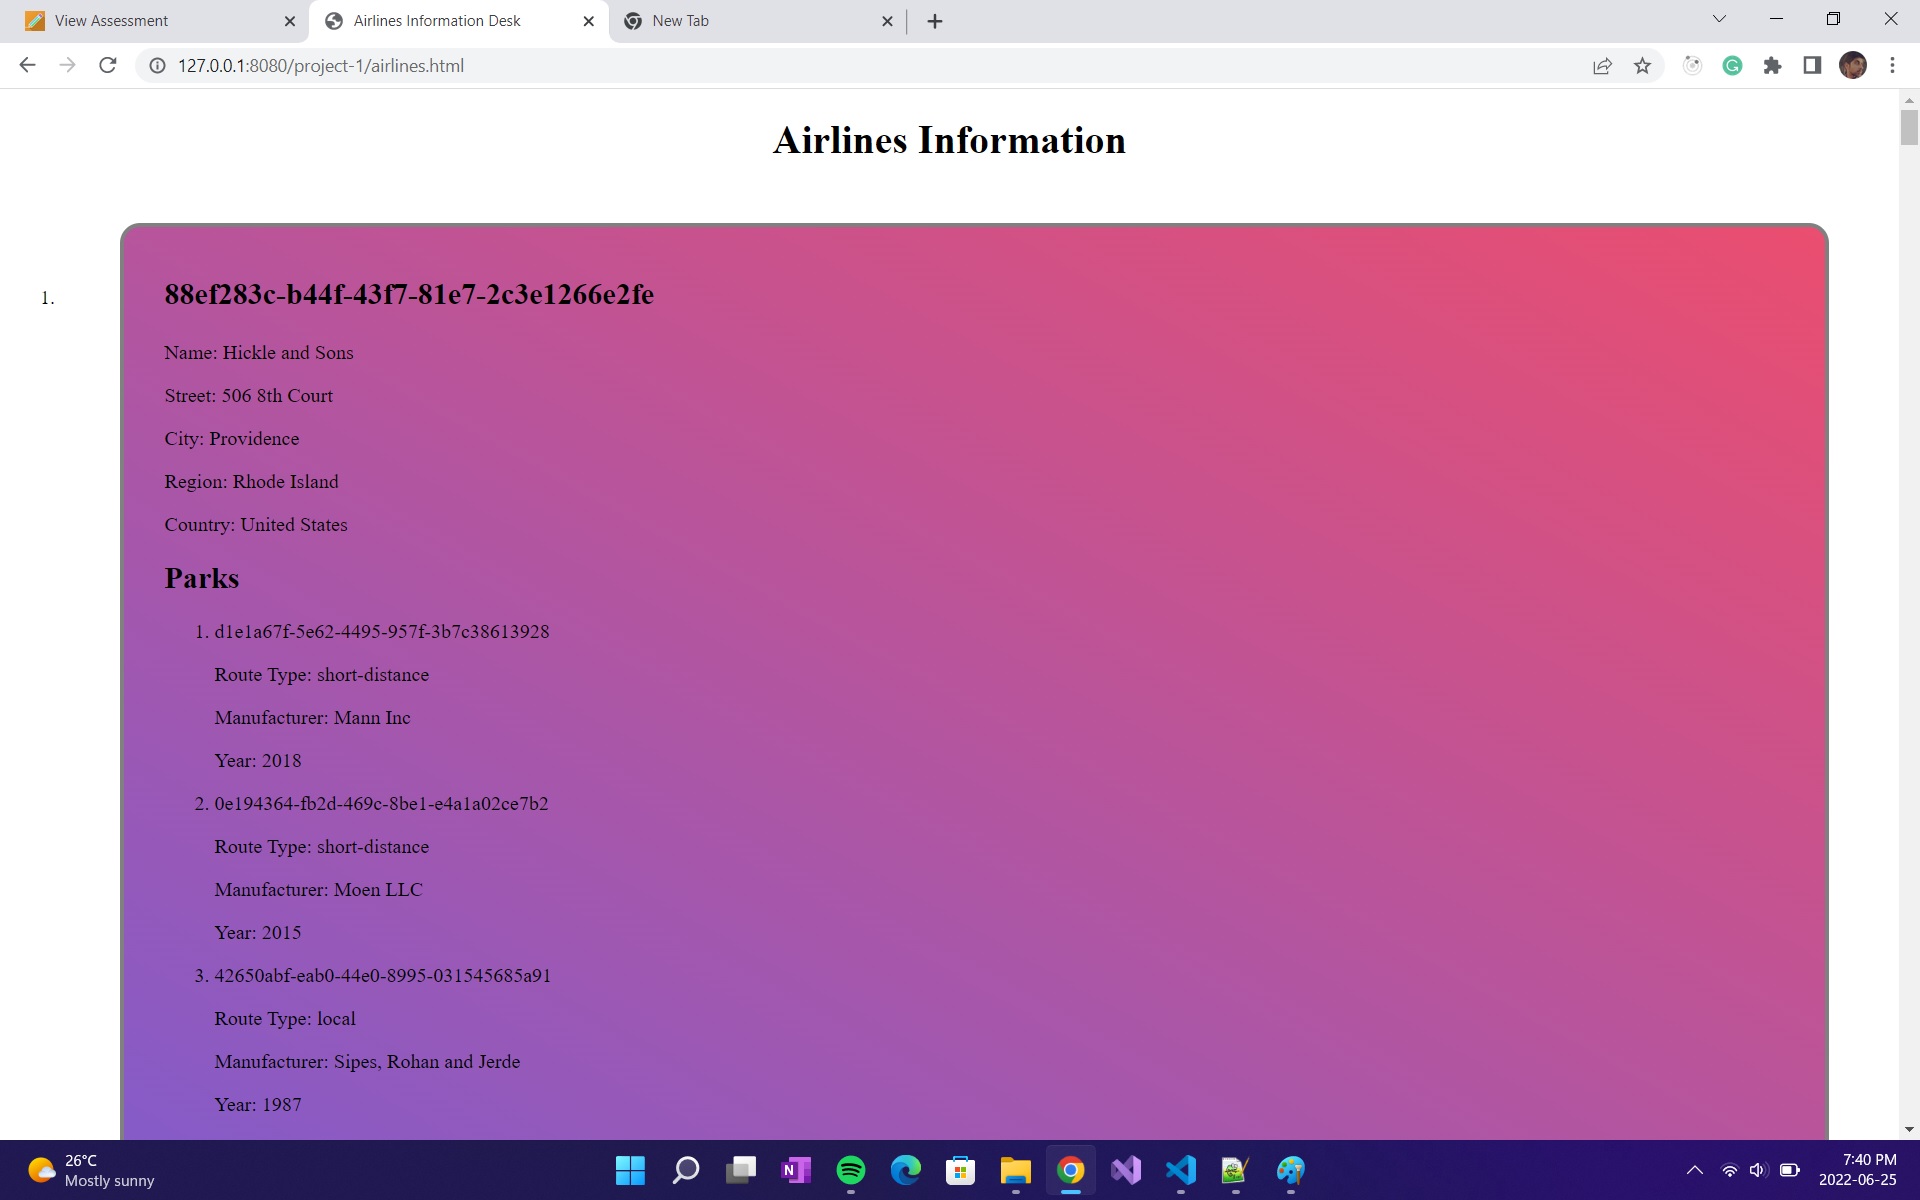 View Assessment
Airlines Information Desk
New Tab
127.0.0.1:8080/project-1/airlines.html
Airlines Information
1.
88ef283c-b44f-43f7-81e7-2c3e1266e2fe
Name: Hickle and Sons
Street: 506 8th Court
City: Providence
Region: Rhode Island
Country: United States
Parks
1. d1e1a67f-5e62-4495-957f-3b7c38613928
Route Type: short-distance
Manufacturer: Mann Inc
Year: 2018
2. 0e194364-fb2d-469c-8be1-e4a1a02ce7b2
Route Type: short-distance
Manufacturer: Moen LLC
Year: 2015
3. 42650abf-eab0-44e0-8995-031545685a91
Route Type: local
Manufacturer: Sipes, Rohan and Jerde
Year: 1987
26°C
Mostly sunny
N
7:40 PM
2022-06-25